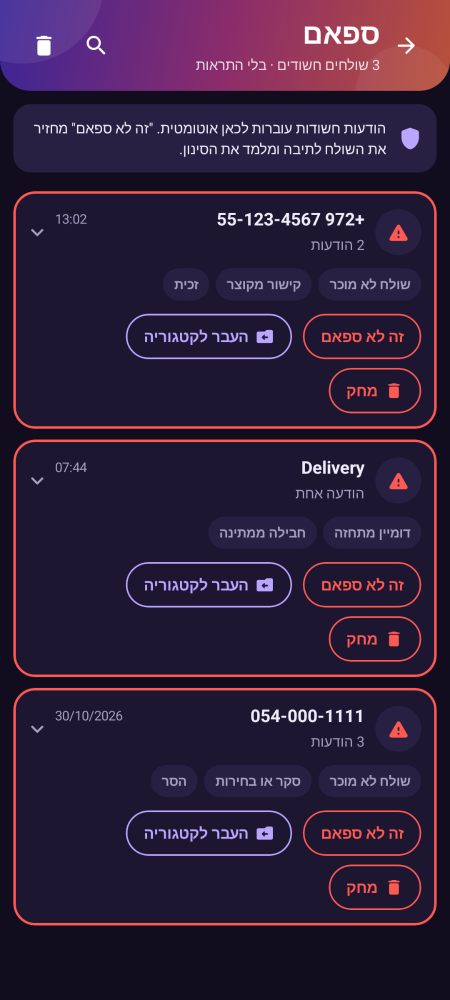 ספאם
3 שולחים חשודים · בלי התראות
הודעות חשודות עוברות לכאן אוטומטית. "זה לא ספאם" מחזיר
את השולח לתיבה ומלמד את הסינון.
55-123-4567 972+
13:02
2 הודעות
שולח לא מוכר
קישור מקוצר
זכית
זה לא ספאם
העבר לקטגוריה
מחק
Delivery
07:44
הודעה אחת
דומיין מתחזה
חבילה ממתינה
זה לא ספאם
העבר לקטגוריה
מחק
054-000-1111
30/10/2026
3 הודעות
שולח לא מוכר
סקר או בחירות
הסר
זה לא ספאם
העבר לקטגוריה
מחק